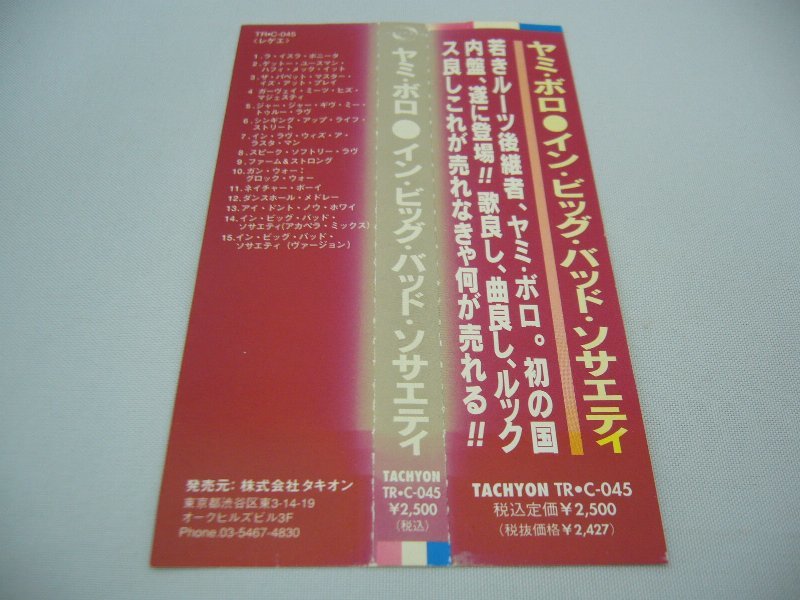 TR•C-045
〈レゲエ〉
1. ラ・イスラ・ボニータ
2. ゲットー・ユースマン・
ハフィ・メック・イット
3. ザ・パペット・マスター・
イズ・アット・プレイ
4 ガーヴェイ・ミーツ・ヒズ・
マジェスティ
5. ジャー・ジャー・ギヴ・ミー・
トゥルー・ラヴ
6. シンキング・アップ・ライフ・
ストリート
7. イン・ラヴ・ウィズ・ア・
ラスタ・マン
8. スピーク・ソフトリー・ラヴ
9. ファーム&ストロング
10. ガン・ウォー:
グロック・ウォー
11. ネイチャー・ボーイ
12. ダンスホール・メドレー
13. アイ・ドント・ノウ・ホワイ
14. イン・ビッグ・バッド・
ソサエティ(アカペラ・ミックス)
15. イン・ビッグ・バッド・
ソサエティ (ヴァージョン)
発売元: 株式会社タキオン
東京都渋谷区東3-14-19
オークヒルズビル3F
Phone.03-5467-4830
ヤミ・ボロ●イン・ビッグ・バッド・ソサエティ
TACHYON
TR•C-045
¥2,500
(税込)
ヤミ・ボロ●イン・ビッグ・バッド・ソサエティ
若きルーツ後継者、ヤミ・ボロ。初の国
内盤、遂に登場!! 歌良し、曲良し、ルック
ス良しこれが売れなきゃ何が売れる!!
TACHYON TR•C-045
税込定価¥2,500
(税抜価格¥2,427)